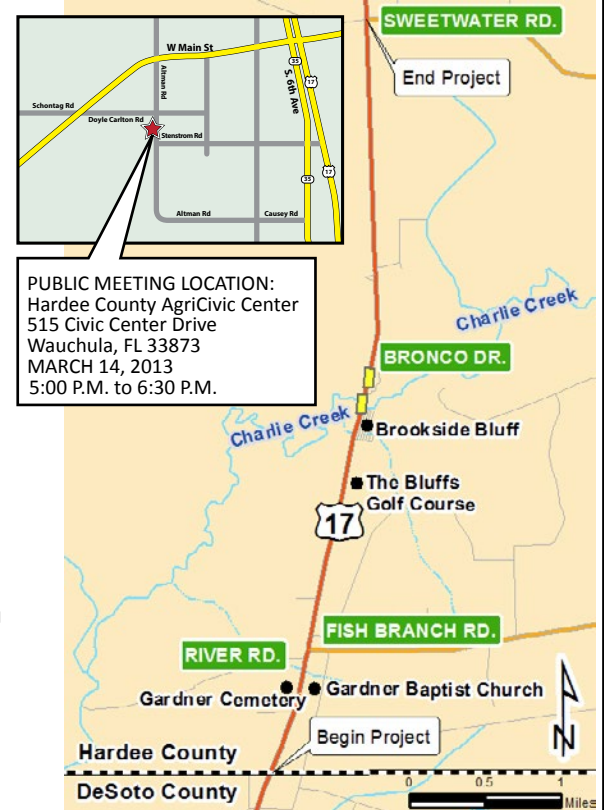 W Main St
Altman Rd
S. 6th Ave
35
17
Schontag Rd
Doyle Carlton Rd
Stenstrom Rd
17
35
Altman Rd
Causey Rd
PUBLIC MEETING LOCATION:
Hardee County AgriCivic Center
515 Civic Center Drive
Wauchula, FL 33873
MARCH 14, 2013
5:00 P.M. to 6:30 P.M.
SWEETWATER RD.
End Project
Charlie Creek
BRONCO DR.
Charlie Creek
Brookside Bluff
The Bluffs
Golf Course
17
FISH BRANCH RD.
RIVER RD.
Gardner Cemetery
Gardner Baptist Church
Begin Project
N
Hardee County
DeSoto County
0 0.5 1
Miles